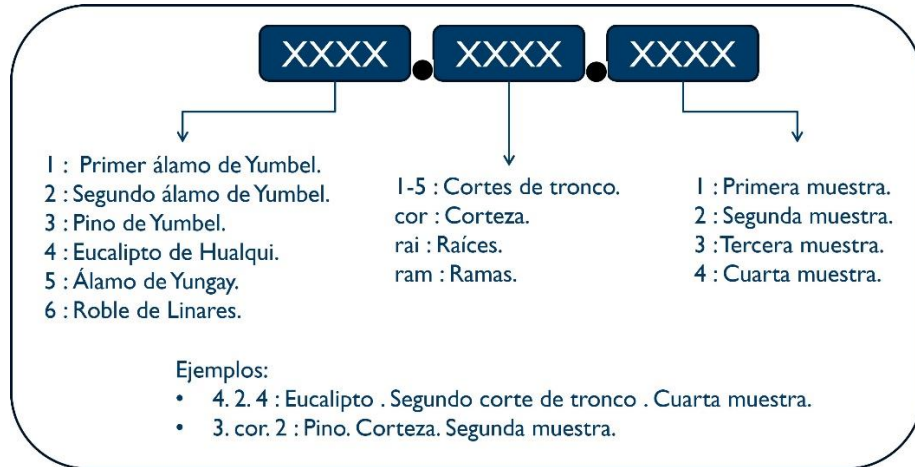 XXXX . XXXX . XXXX
1 : Primer álamo de Yumbel.
2 : Segundo álamo de Yumbel.
3 : Pino de Yumbel.
4 : Eucalipto de Hualqui.
5 : Álamo de Yungay.
6 : Roble de Linares.
1-5 : Cortes de tronco.
cor : Corteza.
rai : Raíces.
ram : Ramas.
1 : Primera muestra.
2 : Segunda muestra.
3 : Tercera muestra.
4 : Cuarta muestra.
Ejemplos:
• 4. 2. 4 : Eucalipto . Segundo corte de tronco . Cuarta muestra.
• 3. cor. 2 : Pino. Corteza. Segunda muestra.